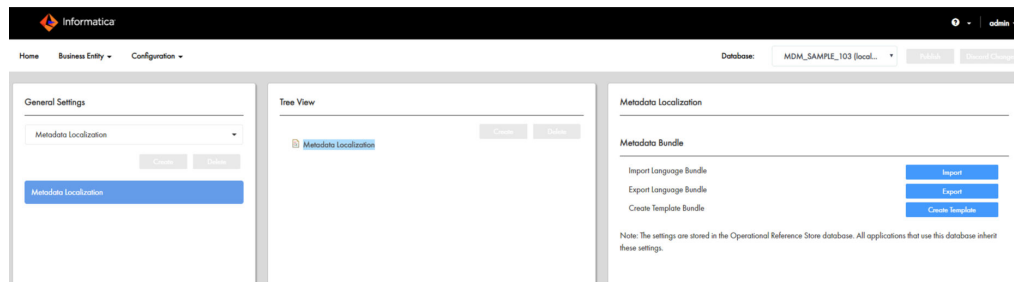 Informatica
admin
Home Business Entity Configuration Database: MDM_SAMPLE_103 (local... Publish Discard Change
General Settings
Metadata Localization
Create Delete
Metadata Localization
Tree View
Create Delete
Metadata Localization
Metadata Localization
Metadata Bundle
Import Language Bundle Import
Export Language Bundle Export
Create Template Bundle Create Template
Note: The settings are stored in the Operational Reference Store database. All applications that use this database inherit
these settings.